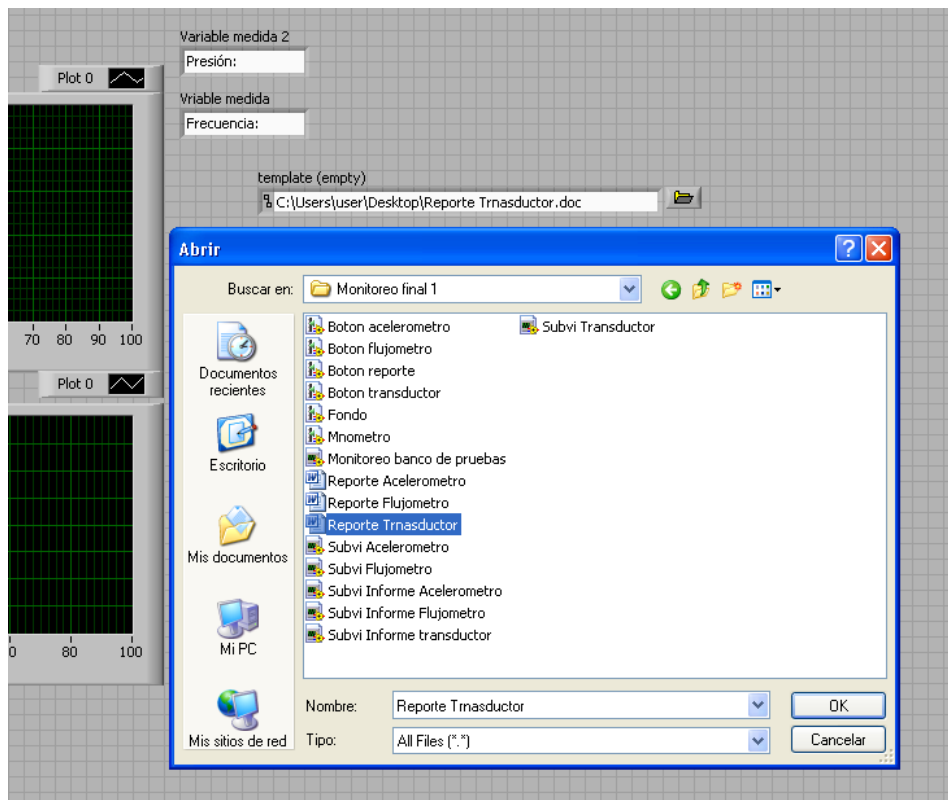 Variable medida 2
Presión:
Plot 0
Vriable medida
Frecuencia:
template (empty)
C:\Users\user\Desktop\Reporte Trnasductor.doc
Abrir
Buscar en: Monitoreo final 1
70 80 90 100
Plot 0
0 80 100
Documentos recientes
Escritorio
Mis documentos
Mi PC
Mis sitios de red
Boton acelerometro
Boton flujometro
Boton reporte
Boton transductor
Fondo
Mnometro
Monitoreo banco de pruebas
Reporte Acelerometro
Reporte Flujometro
Reporte Trnasductor
Subvi Acelerometro
Subvi Flujometro
Subvi Informe Acelerometro
Subvi Informe Flujometro
Subvi Informe transductor
Subvi Transductor
Nombre: Reporte Trnasductor OK
Tipo: All Files (*.*) Cancelar